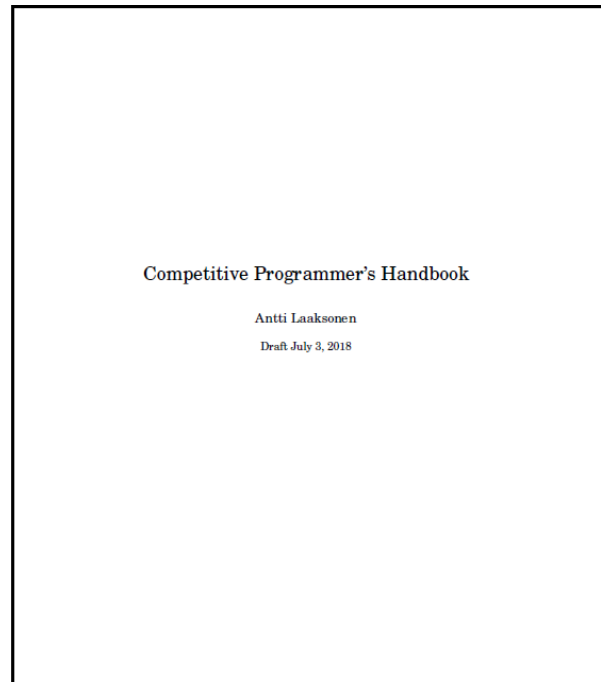 Competitive Programmer's Handbook
Antti Laaksonen
Draft July 3, 2018